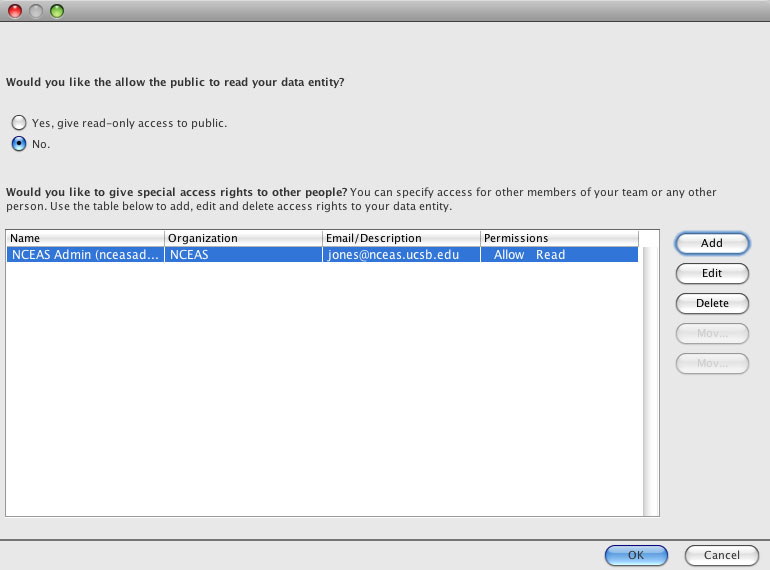 Would you like the allow the public to read your data entity?
Yes, give read-only access to public.
No.
Would you like to give special access rights to other people? You can specify access for other members of your team or any other
person. Use the table below to add, edit and delete access rights to your data entity.
Name Organization Email/Description Permissions
NCEAS Admin (nceasad... NCEAS jones@nceas.ucsb.edu Allow Read
Add
Edit
Delete
Mov...
Mov...
OK Cancel